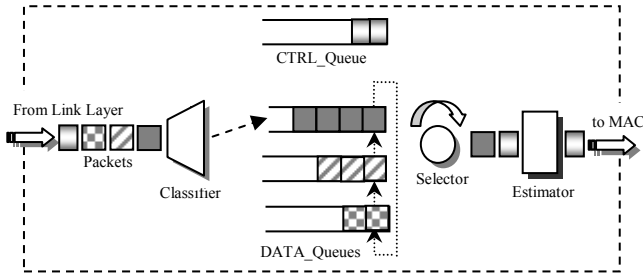 CTRL_Queue
From Link Layer
to MAC
Packets
Classifier
Selector
Estimator
DATA_Queues